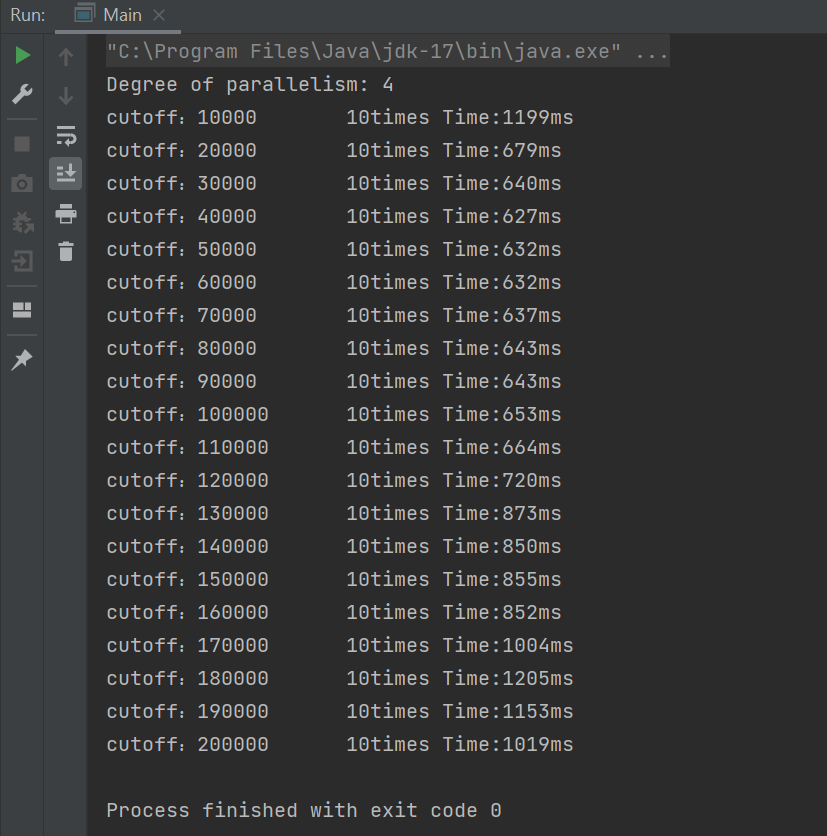 Run: Main
"C:\Program Files\Java\jdk-17\bin\java.exe" ...
Degree of parallelism: 4
cutoff：10000 10times Time:1199ms
cutoff：20000 10times Time:679ms
cutoff：30000 10times Time:640ms
cutoff：40000 10times Time:627ms
cutoff：50000 10times Time:632ms
cutoff：60000 10times Time:632ms
cutoff：70000 10times Time:637ms
cutoff：80000 10times Time:643ms
cutoff：90000 10times Time:643ms
cutoff：100000 10times Time:653ms
cutoff：110000 10times Time:664ms
cutoff：120000 10times Time:720ms
cutoff：130000 10times Time:873ms
cutoff：140000 10times Time:850ms
cutoff：150000 10times Time:855ms
cutoff：160000 10times Time:852ms
cutoff：170000 10times Time:1004ms
cutoff：180000 10times Time:1205ms
cutoff：190000 10times Time:1153ms
cutoff：200000 10times Time:1019ms
Process finished with exit code 0